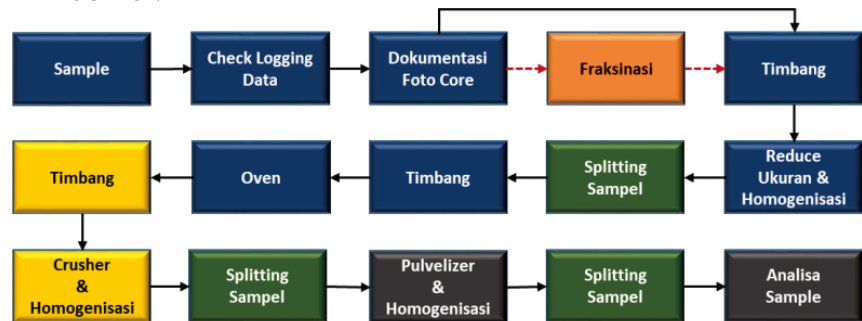 Sample
Check Logging
Data
Dokumentasi
Foto Core
Fraksinasi
Timbang
Reduce
Ukuran &
Homogenisasi
Splitting
Sampel
Timbang
Oven
Timbang
Crusher
&
Homogenisasi
Splitting
Sampel
Pulvelizer
&
Homogenisasi
Splitting
Sampel
Analisa
Sample